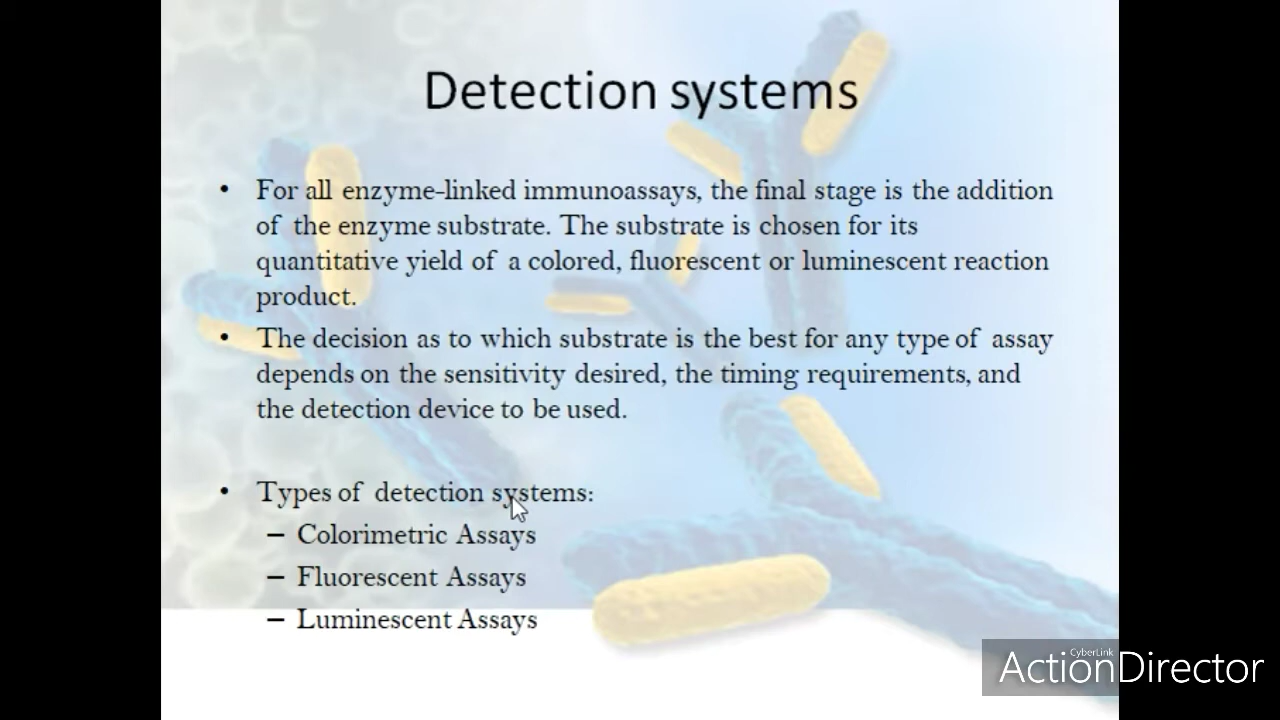 Detection systems
• For all enzyme-linked immunoassays, the final stage is the addition
of the enzyme substrate. The substrate is chosen for its
quantitative yield of a colored, fluorescent or luminescent reaction
product.
• The decision as to which substrate is the best for any type of assay
depends on the sensitivity desired, the timing requirements, and
the detection device to be used.
• Types of detection systems:
– Colorimetric Assays
– Fluorescent Assays
– Luminescent Assays
CyberLink
ActionDirector